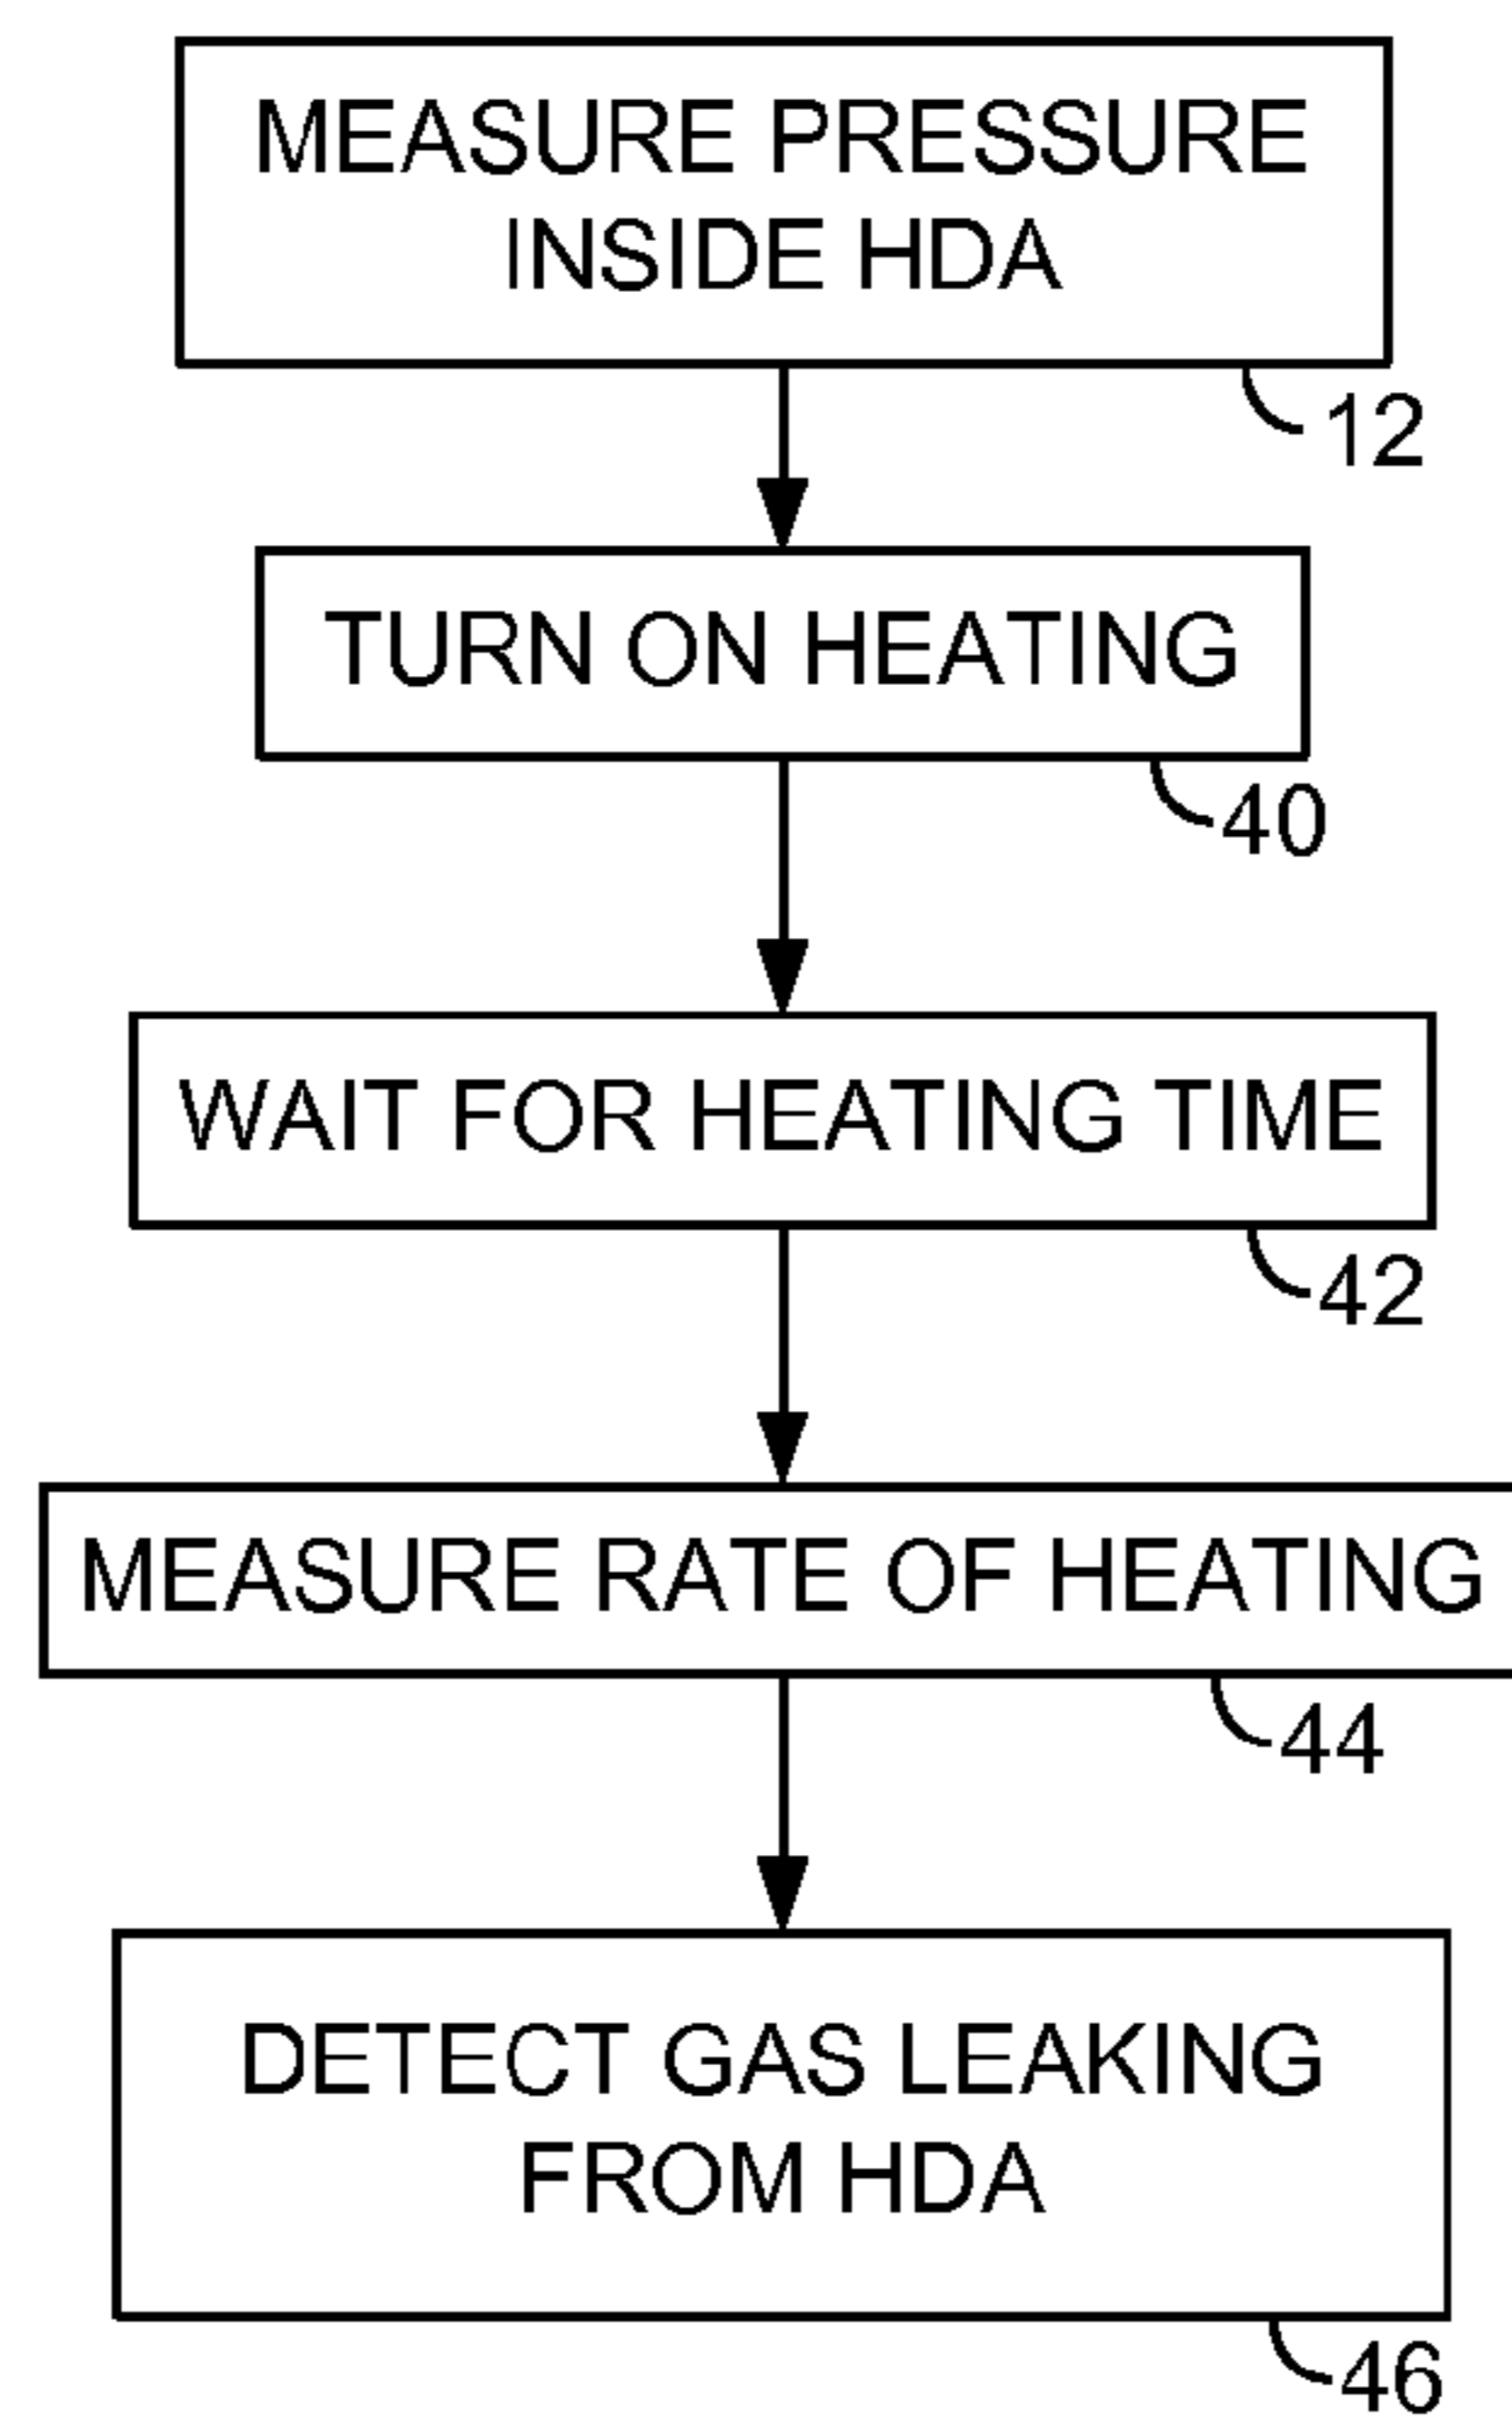 MEASURE PRESSURE
INSIDE HDA
12
TURN ON HEATING
40
WAIT FOR HEATING TIME
42
MEASURE RATE OF HEATING
44
DETECT GAS LEAKING
FROM HDA
46